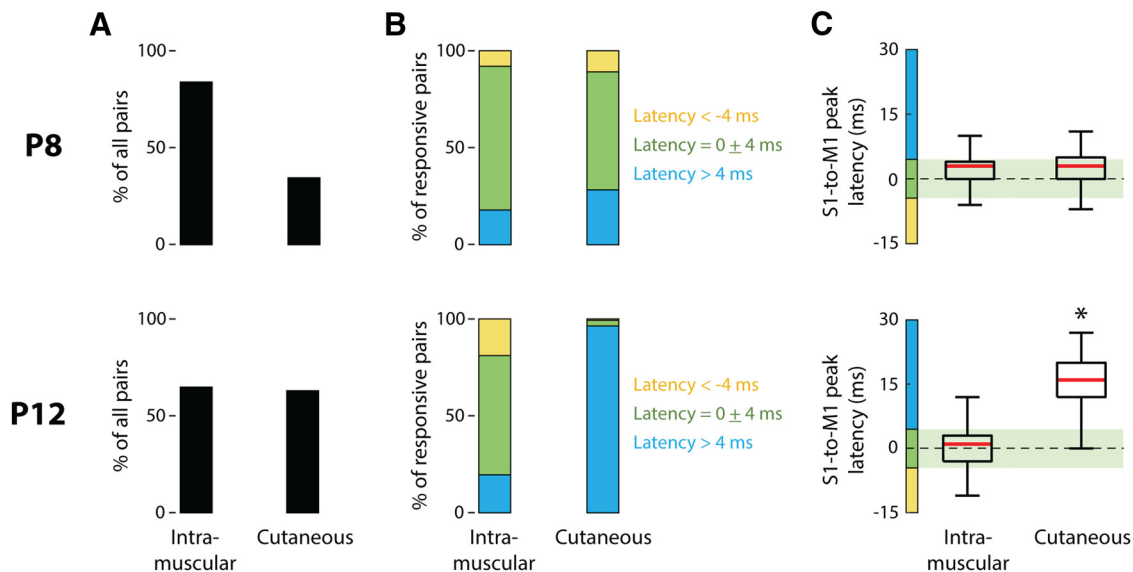 A
B
C
P8
% of all pairs
100
50
0
% of responsive pairs
100
50
0
Latency < -4 ms
Latency = 0 ± 4 ms
Latency > 4 ms
S1-to-M1 peak
latency (ms)
30
15
0
-15
P12
% of all pairs
100
50
0
Intra-
muscular
Cutaneous
% of responsive pairs
100
50
0
Intra-
muscular
Cutaneous
Latency < -4 ms
Latency = 0 ± 4 ms
Latency > 4 ms
S1-to-M1 peak
latency (ms)
30
15
0
-15
*
Intra-
muscular
Cutaneous